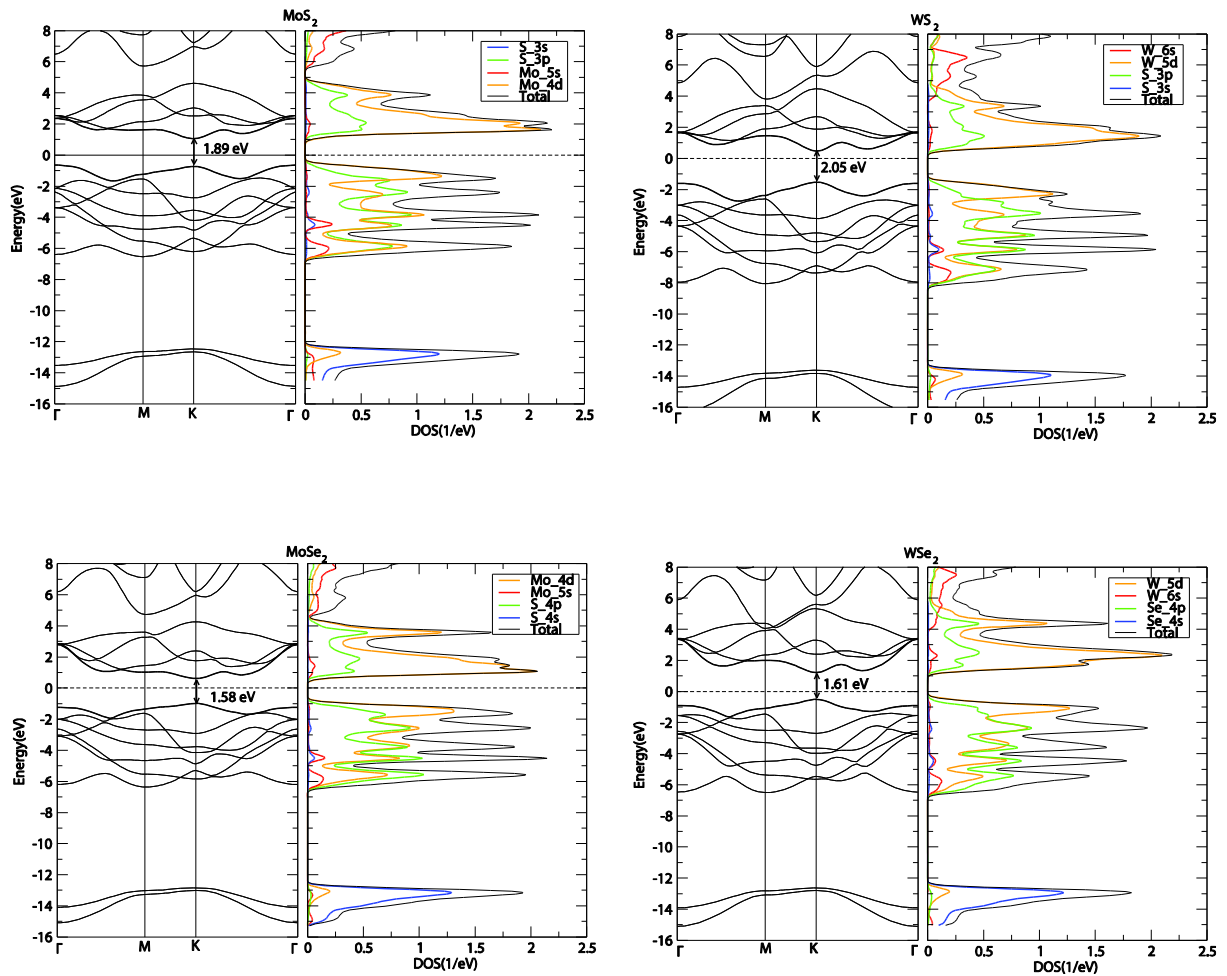 MoS2
8
6
4
2
0
-2
-4
-6
-8
-10
-12
-14
-16
Energy(eV)
1.89 eV
Γ M K Γ
S_3s
S_3p
Mo_5s
Mo_4d
Total
0 0.5 1 1.5 2 2.5
DOS(1/eV)
WS2
8
6
4
2
0
-2
-4
-6
-8
-10
-12
-14
-16
Energy(eV)
2.05 eV
Γ M K Γ
W_6s
W_5d
S_3p
S_3s
Total
0 0.5 1 1.5 2 2.5
DOS(1/eV)
MoSe2
8
6
4
2
0
-2
-4
-6
-8
-10
-12
-14
-16
Energy(eV)
1.58 eV
Γ M K Γ
Mo_4d
Mo_5s
S_4p
S_4s
Total
0 0.5 1 1.5 2 2.5
DOS(1/eV)
WSe2
8
6
4
2
0
-2
-4
-6
-8
-10
-12
-14
-16
Energy(eV)
1.61 eV
Γ M K Γ
W_5d
W_6s
Se_4p
Se_4s
Total
0 0.5 1 1.5 2 2.5
DOS(1/eV)